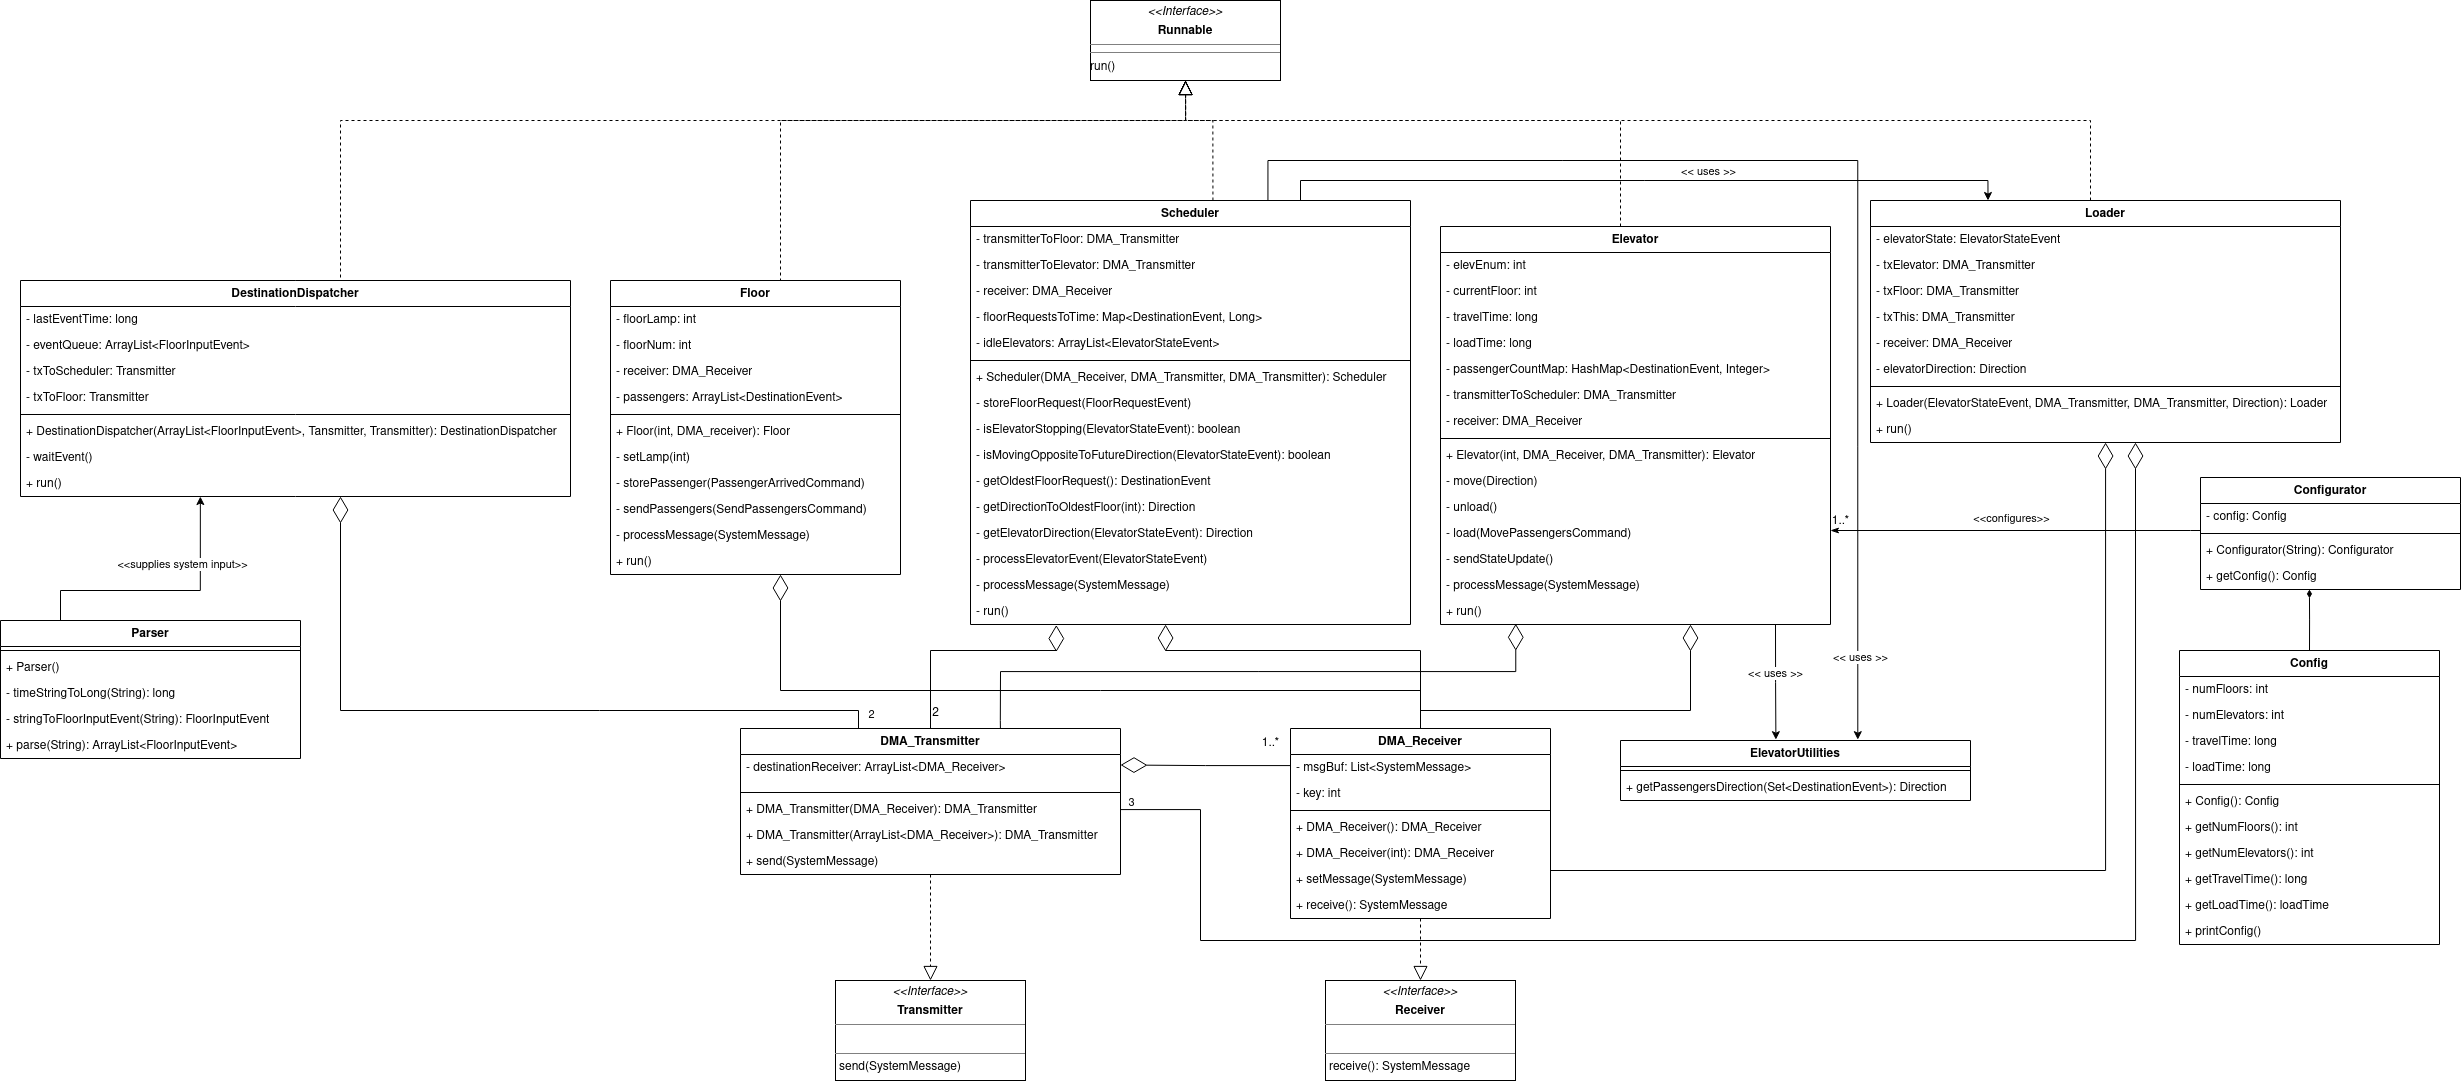 <<Interface>>
Runnable
run()
<< uses >>
Scheduler
- transmitterToFloor: DMA_Transmitter
- transmitterToElevator: DMA_Transmitter
- receiver: DMA_Receiver
- floorRequestsToTime: Map<DestinationEvent, Long>
- idleElevators: ArrayList<ElevatorStateEvent>
+ Scheduler(DMA_Receiver, DMA_Transmitter, DMA_Transmitter): Scheduler
- storeFloorRequest(FloorRequestEvent)
- isElevatorStopping(ElevatorStateEvent): boolean
- isMovingOppositeToFutureDirection(ElevatorStateEvent): boolean
- getOldestFloorRequest(): DestinationEvent
- getDirectionToOldestFloor(int): Direction
- getElevatorDirection(ElevatorStateEvent): Direction
- processElevatorEvent(ElevatorStateEvent)
- processMessage(SystemMessage)
- run()
Elevator
- elevEnum: int
- currentFloor: int
- travelTime: long
- loadTime: long
- passengerCountMap: HashMap<DestinationEvent, Integer>
- transmitterToScheduler: DMA_Transmitter
- receiver: DMA_Receiver
+ Elevator(int, DMA_Receiver, DMA_Transmitter): Elevator
- move(Direction)
- unload()
- load(MovePassengersCommand)
- sendStateUpdate()
- processMessage(SystemMessage)
+ run()
Loader
- elevatorState: ElevatorStateEvent
- txElevator: DMA_Transmitter
- txFloor: DMA_Transmitter
- txThis: DMA_Transmitter
- receiver: DMA_Receiver
- elevatorDirection: Direction
+ Loader(ElevatorStateEvent, DMA_Transmitter, DMA_Transmitter, Direction): Loader
+ run()
DestinationDispatcher
- lastEventTime: long
- eventQueue: ArrayList<FloorInputEvent>
- txToScheduler: Transmitter
- txToFloor: Transmitter
+ DestinationDispatcher(ArrayList<FloorInputEvent>, Tansmitter, Transmitter): DestinationDispatcher
- waitEvent()
+ run()
Floor
- floorLamp: int
- floorNum: int
- receiver: DMA_Receiver
- passengers: ArrayList<DestinationEvent>
+ Floor(int, DMA_receiver): Floor
- setLamp(int)
- storePassenger(PassengerArrivedCommand)
- sendPassengers(SendPassengersCommand)
- processMessage(SystemMessage)
+ run()
1..*
<<configures>>
Configurator
- config: Config
+ Configurator(String): Configurator
+ getConfig(): Config
<<supplies system input>>
Parser
+ Parser()
- timeStringToLong(String): long
- stringToFloorInputEvent(String): FloorInputEvent
+ parse(String): ArrayList<FloorInputEvent>
<< uses >>
<< uses >>
Config
- numFloors: int
- numElevators: int
- travelTime: long
- loadTime: long
+ Config(): Config
+ getNumFloors(): int
+ getNumElevators(): int
+ getTravelTime(): long
+ getLoadTime(): loadTime
+ printConfig()
2
2
DMA_Transmitter
- destinationReceiver: ArrayList<DMA_Receiver>
+ DMA_Transmitter(DMA_Receiver): DMA_Transmitter
+ DMA_Transmitter(ArrayList<DMA_Receiver>): DMA_Transmitter
+ send(SystemMessage)
1..*
3
DMA_Receiver
- msgBuf: List<SystemMessage>
- key: int
+ DMA_Receiver(): DMA_Receiver
+ DMA_Receiver(int): DMA_Receiver
+ setMessage(SystemMessage)
+ receive(): SystemMessage
ElevatorUtilities
+ getPassengersDirection(Set<DestinationEvent>): Direction
<<Interface>>
Transmitter
send(SystemMessage)
<<Interface>>
Receiver
receive(): SystemMessage